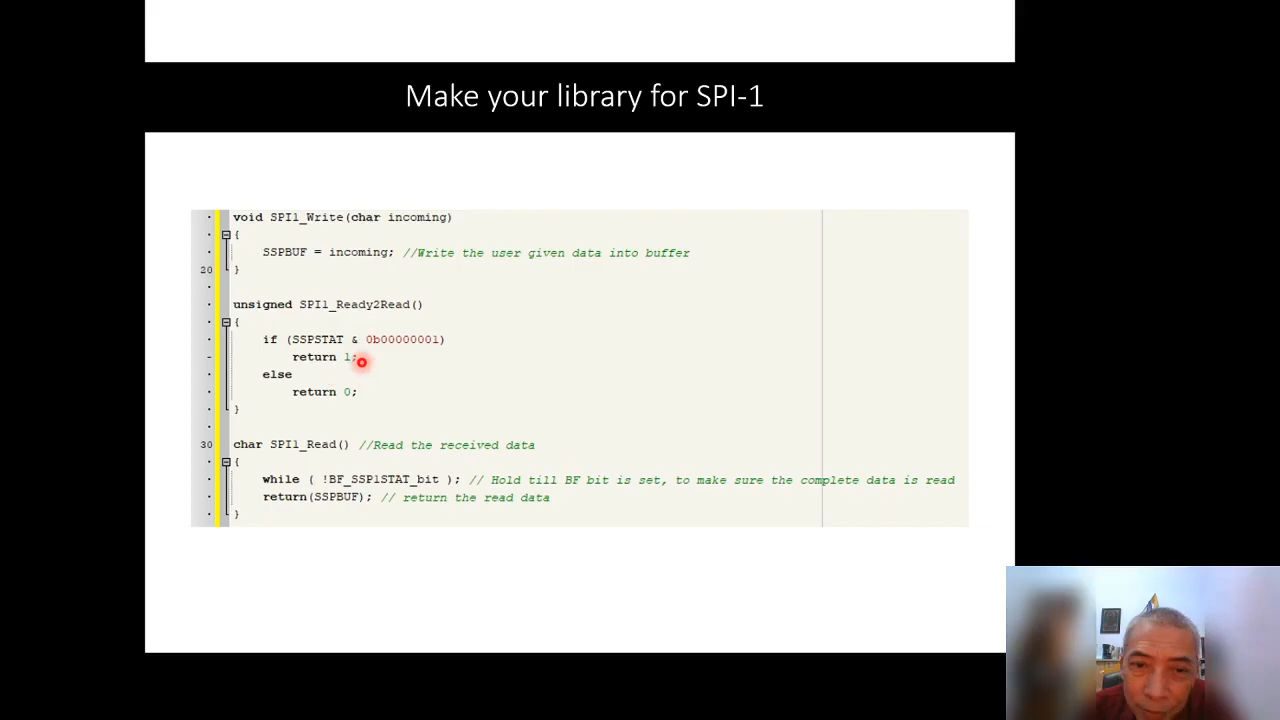 Make your library for SPI-1
void SPI1_Write(char incoming)
{
SSPBUF = incoming; //Write the user given data into buffer
20 }
unsigned SPI1_Ready2Read()
{
if (SSPSTAT & 0b00000001)
return 1;
else
return 0;
}
30 char SPI1_Read() //Read the received data
{
while ( !BF_SSP1STAT_bit ); // Hold till BF bit is set, to make sure the complete data is read
return(SSPBUF); // return the read data
}